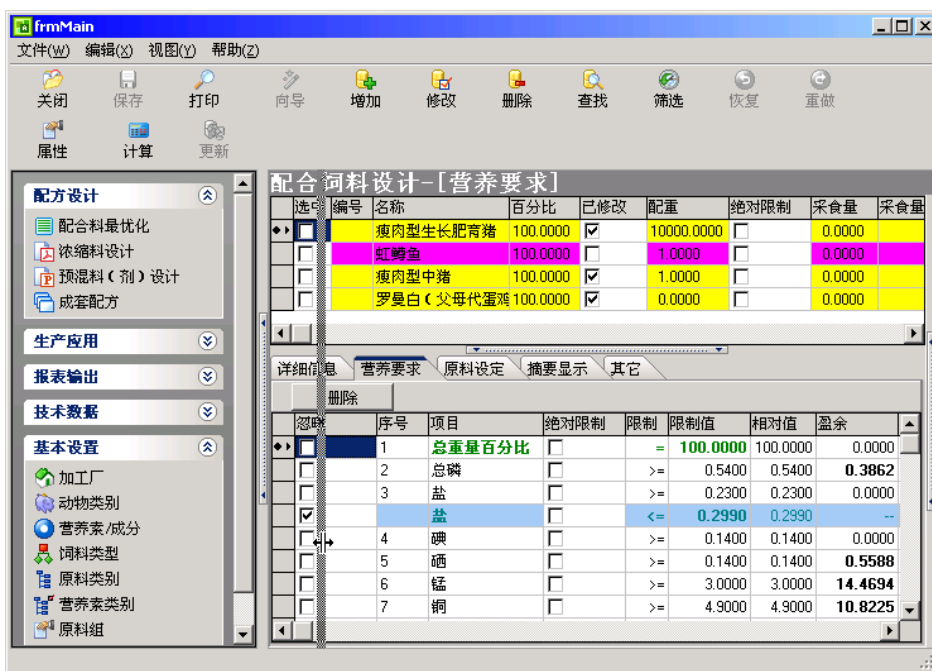 frmMain
文件(W) 编辑(X) 视图(Y) 帮助(Z)
关闭 保存 打印 向导 增加 修改 删除 查找 筛选 恢复 重做
属性 计算 更新
配方设计
配合料最优化
浓缩料设计
预混料(剂)设计
成套配方
生产应用
报表输出
技术数据
基本设置
加工厂
动物类别
营养素/成分
饲料类型
原料类别
营养素类别
原料组
配合饲料设计-[营养要求]
选中 编号 名称 百分比 已修改 配重 绝对限制 采食量 采食量
瘦肉型生长肥育猪 100.0000 10000.0000 0.0000
虹鳟鱼 100.0000 1.0000 0.0000
瘦肉型中猪 100.0000 1.0000 0.0000
罗曼白(父母代蛋鸡 100.0000 0.0000 0.0000
详细信息 营养要求 原料设定 摘要显示 其它
删除
忽略 序号 项目 绝对限制 限制 限制值 相对值 盈余
1 总重量百分比 = 100.0000 100.0000 0.0000
2 总磷 >= 0.5400 0.5400 0.3862
3 盐 >= 0.2300 0.2300 0.0000
盐 <= 0.2990 0.2990 --
4 碘 >= 0.1400 0.1400 0.0000
5 硒 >= 0.1400 0.1400 0.5588
6 锰 >= 3.0000 3.0000 14.4694
7 铜 >= 4.9000 4.9000 10.8225